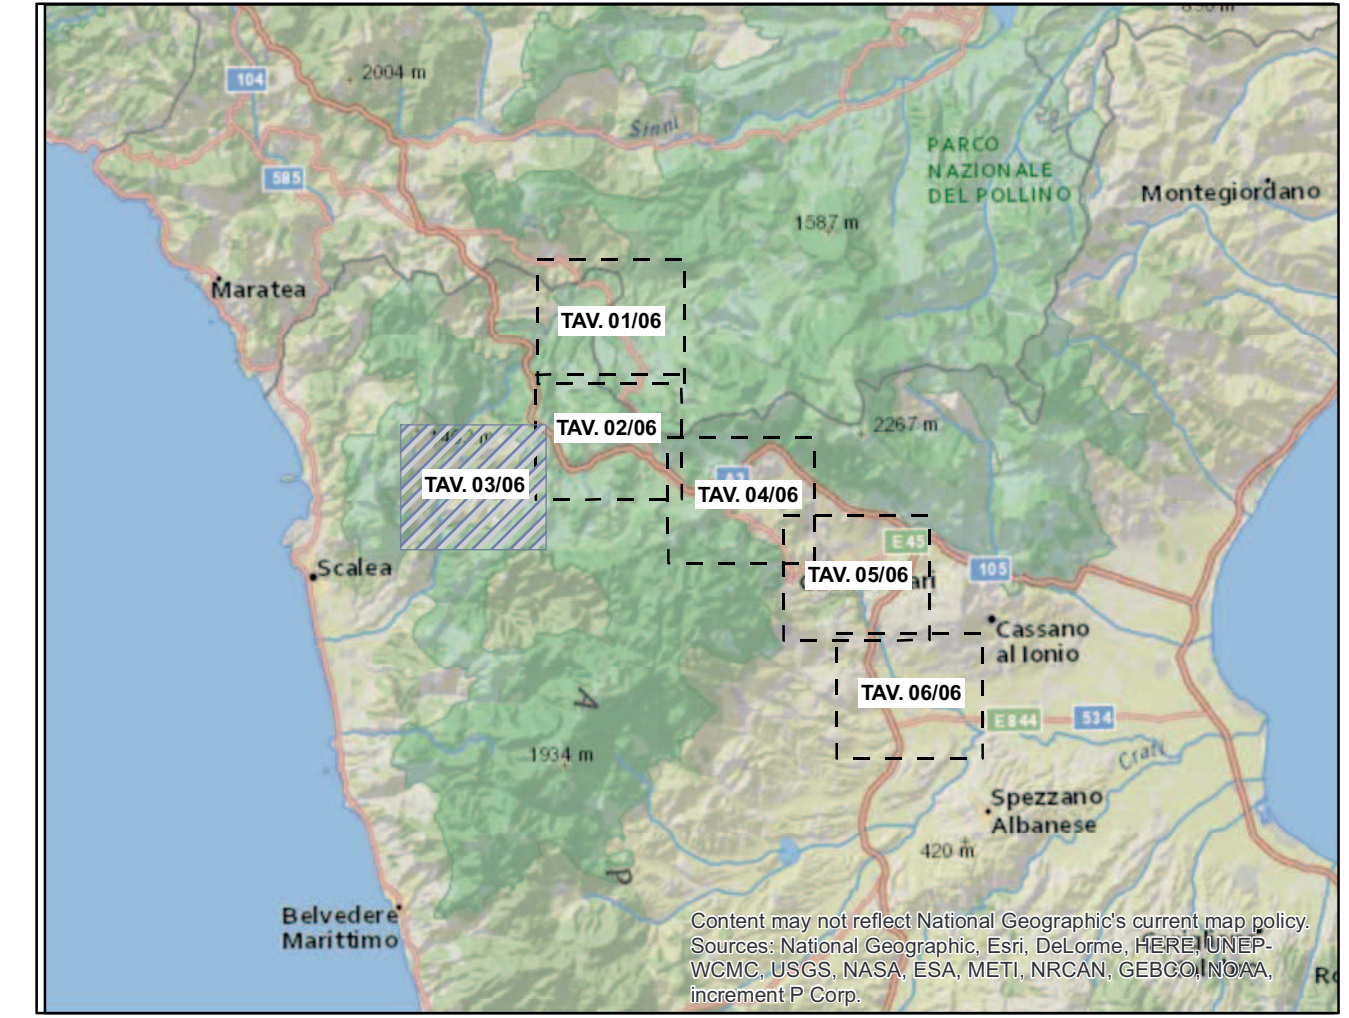 104
2004 m
Sinni
585
PARCO
NAZIONALE
DEL POLLINO
Montegiordano
1587 m
Maratea
TAV. 01/06
TAV. 02/06
2267 m
TAV. 03/06
TAV. 04/06
E 45
105
Scalea
TAV. 05/06
ari
Cassano
al Ionio
A
TAV. 06/06
E 844
534
1934 m
Crati
Spezzano
Albanese
420 m
P
Belvedere
Marittimo
Content may not reflect National Geographic's current map policy.
Sources: National Geographic, Esri, DeLorme, HERE, UNEP-
WCMC, USGS, NASA, ESA, METI, NRCAN, GEBCO, NOAA,
increment P Corp.